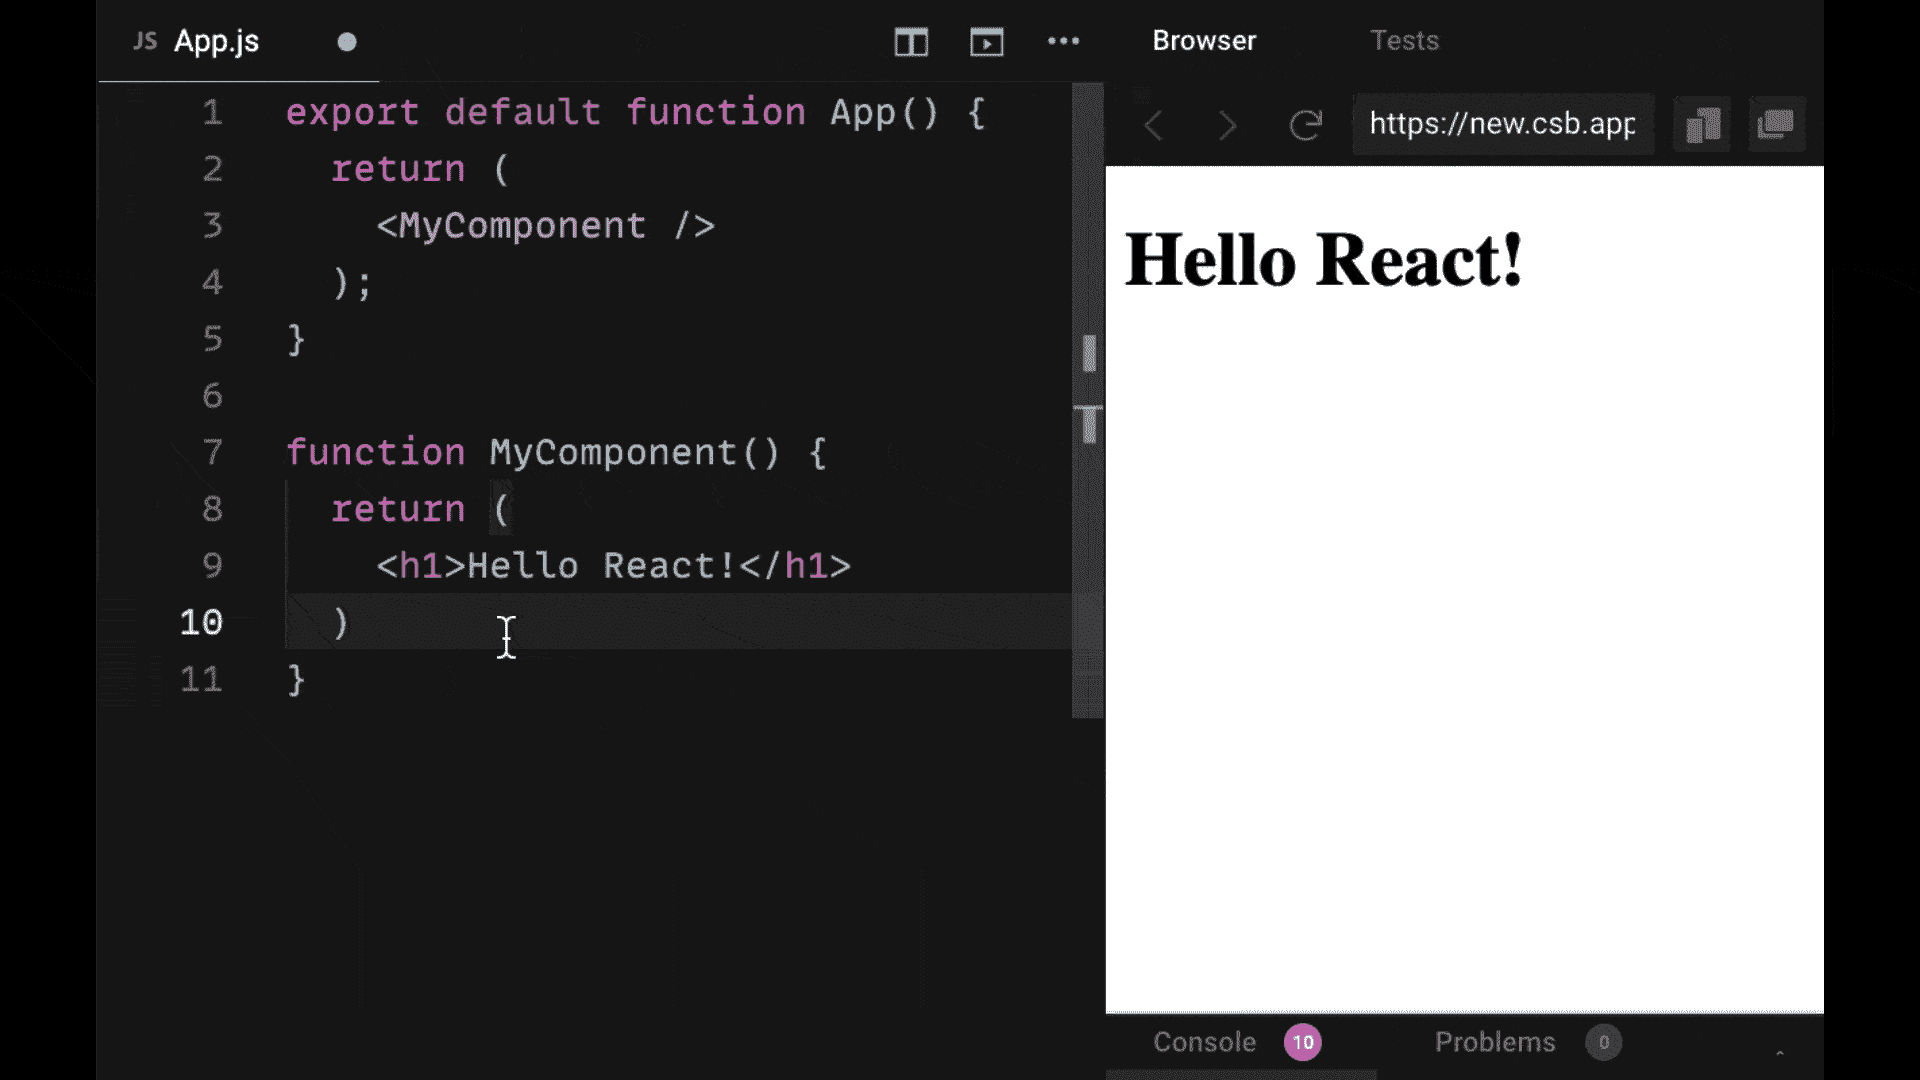 JS App.js
Browser Tests
https://new.csb.app
1 export default function App() {
2 return (
3 <MyComponent />
4 );
5 }
6
7 function MyComponent() {
8 return (
9 <h1>Hello React!</h1>
10 )
11 }
Hello React!
Console 10 Problems 0